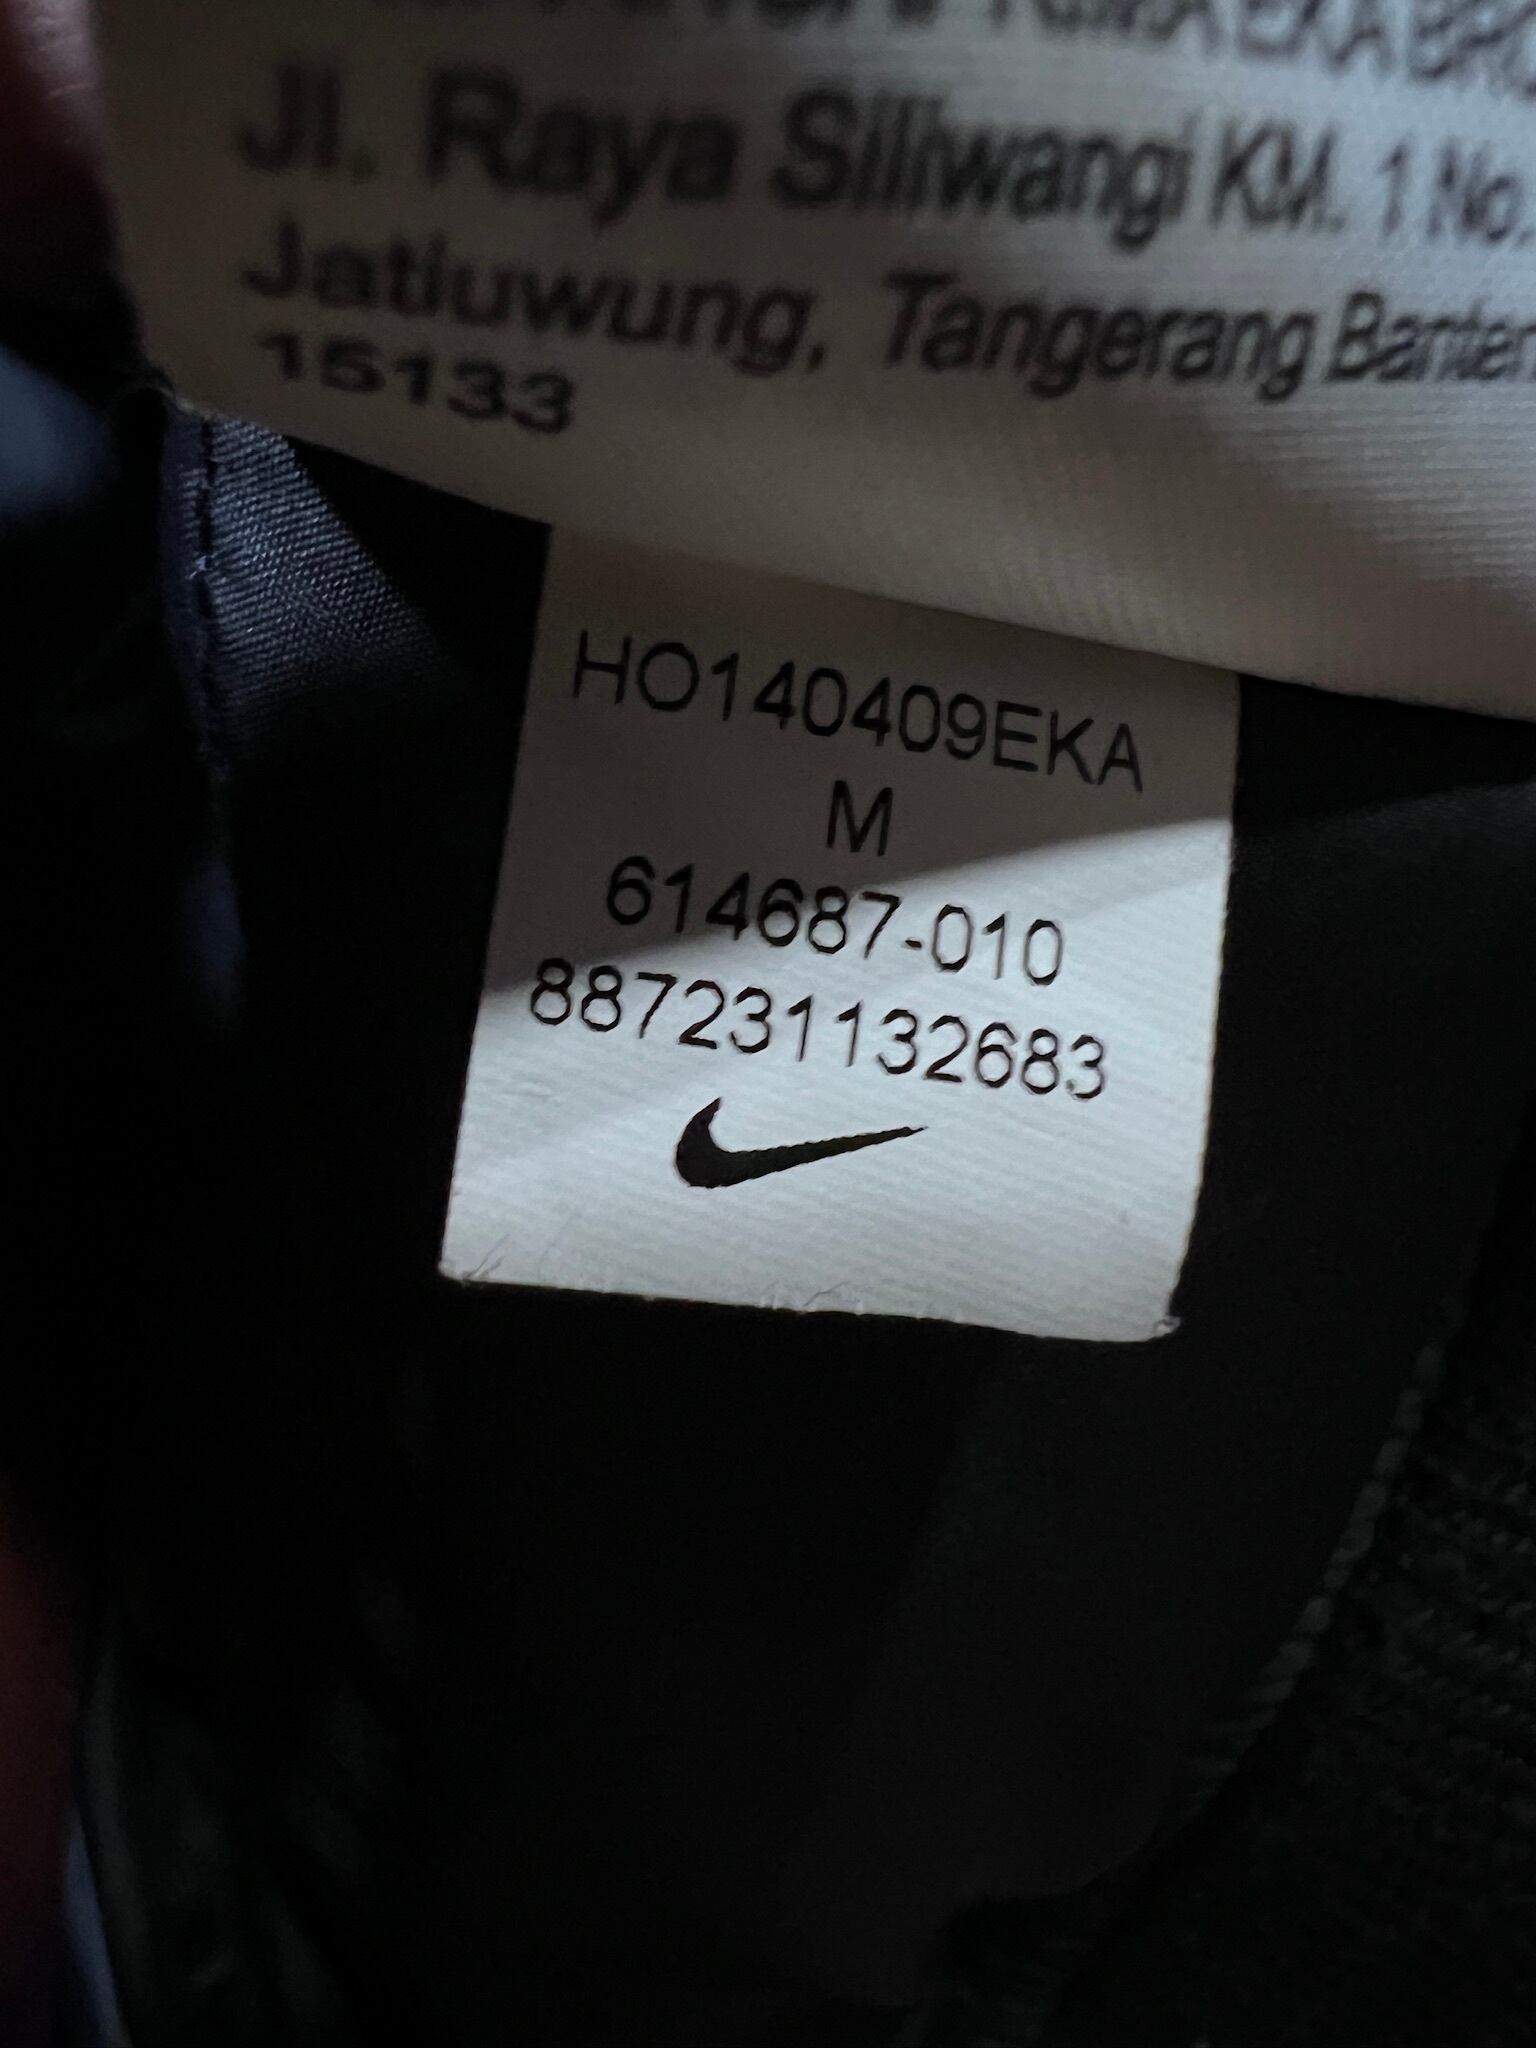 Jl. Raya Siliwangi KM. 1 No.
Jatiuwung, Tangerang Banten
15133
HO140409EKA
M
614687-010
887231132683